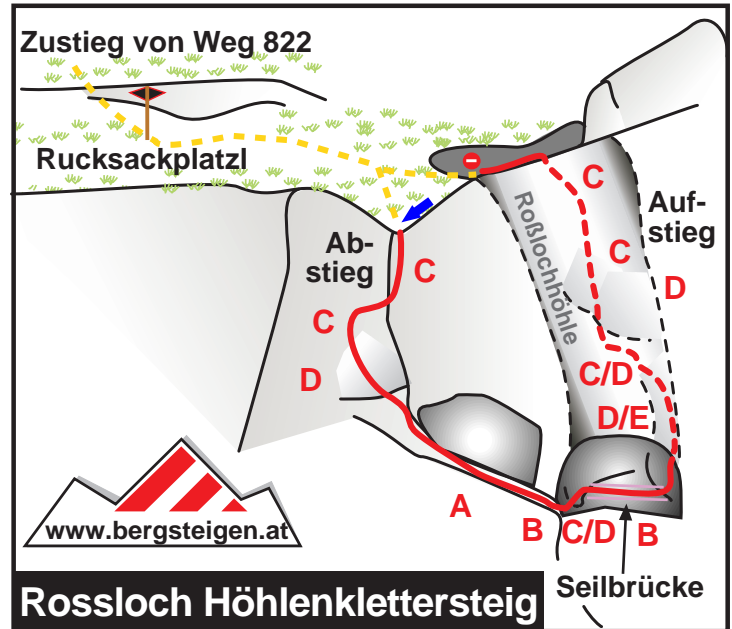 Zustieg von Weg 822
Rucksackplatzl
Ab-
stieg
C
C
D
A
B
C/D
B
Seilbrücke
Roßlochhöhle
C
C
Auf-
stieg
D
C/D
D/E
www.bergsteigen.at
Rossloch Höhlenklettersteig